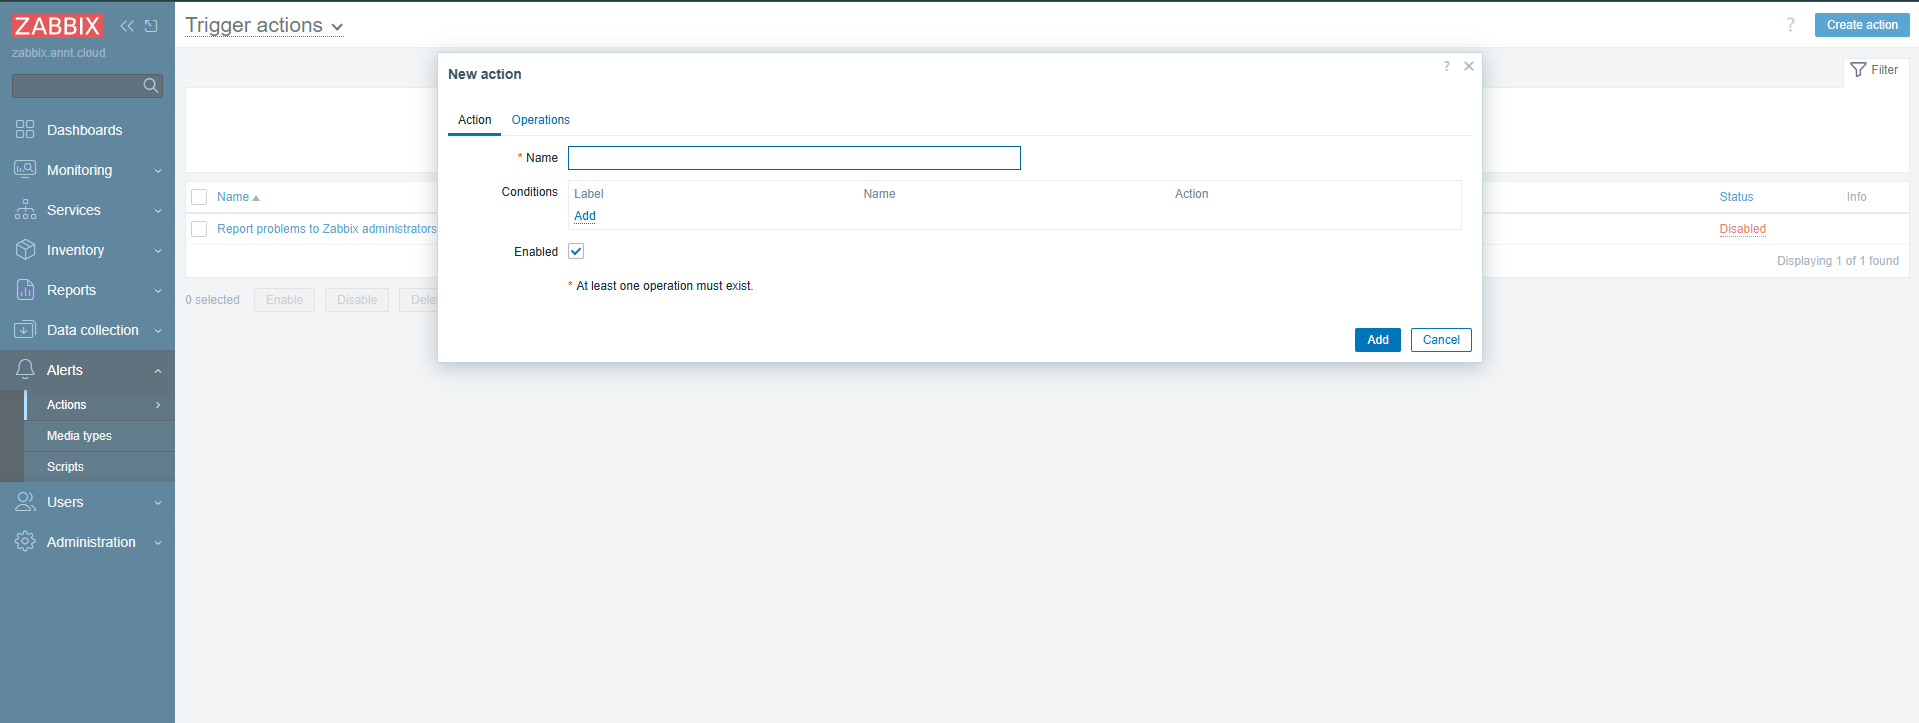 ZABBIX
zabbix.annt.cloud
Dashboards
Monitoring
Services
Inventory
Reports
Data collection
Alerts
Actions
Media types
Scripts
Users
Administration
Trigger actions
? Create action
Filter
New action
?
Action Operations
* Name
Conditions Label Name Action
Add
Enabled
* At least one operation must exist.
Add Cancel
Name Status Info
Report problems to Zabbix administrators Disabled
Displaying 1 of 1 found
0 selected Enable Disable Dele